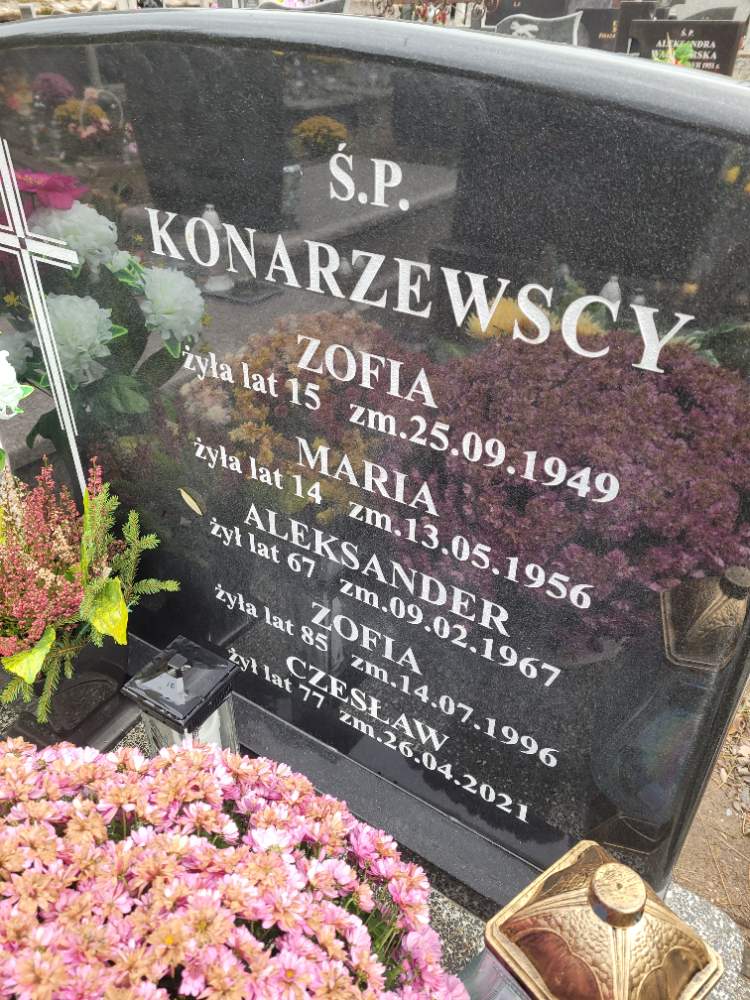 Ś.P.
ALEKSANDRA
Ś.P.
KONARZEWSCY
ZOFIA
żyła lat 15 zm.25.09.1949
MARIA
żyła lat 14 zm.13.05.1956
ALEKSANDER
żył lat 67 zm.09.02.1967
ZOFIA
żyła lat 85 zm.14.07.1996
CZESŁAW
żył lat 77 zm.26.04.2021